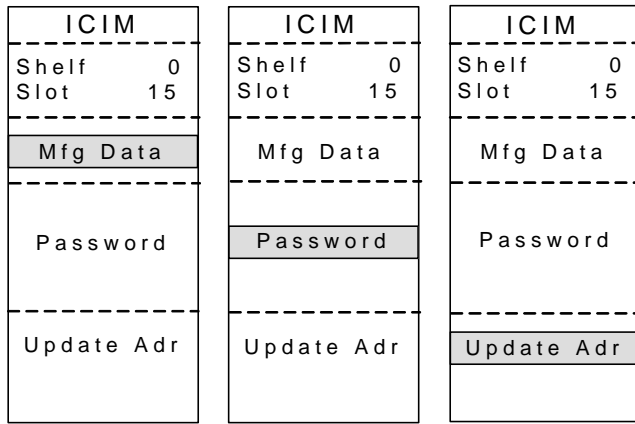 ICIM
Shelf 0
Slot 15
Mfg Data
Password
Update Adr
ICIM
Shelf 0
Slot 15
Mfg Data
Password
Update Adr
ICIM
Shelf 0
Slot 15
Mfg Data
Password
Update Adr